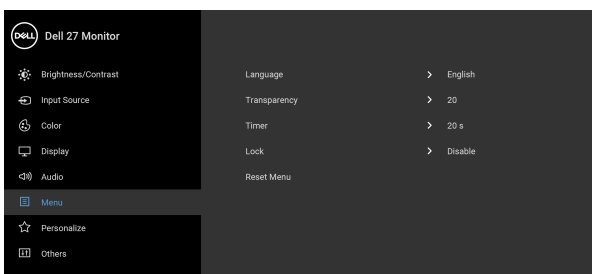 DELL Dell 27 Monitor
Brightness/Contrast
Input Source
Color
Display
Audio
Menu
Personalize
Others
Language > English
Transparency > 20
Timer > 20 s
Lock > Disable
Reset Menu